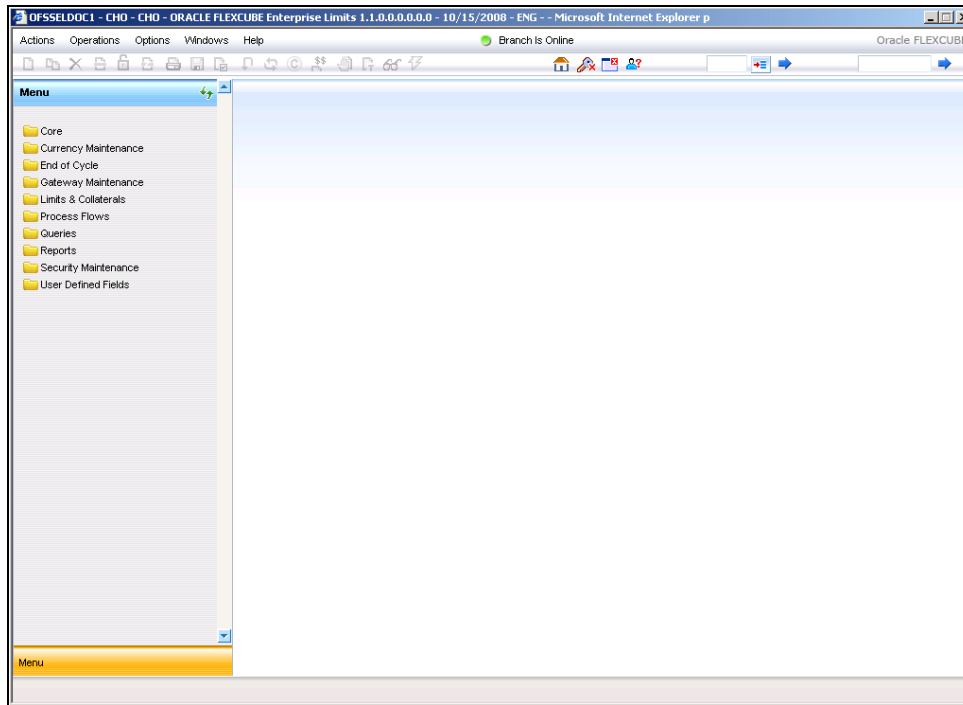 OFSSELDOC1 - CHO - CHO - ORACLE FLEXCUBE Enterprise Limits 1.1.0.0.0.0.0.0 - 10/15/2008 - ENG - - Microsoft Internet Explorer p
Actions Operations Options Windows Help Branch Is Online Oracle FLEXCUBE
Menu
Core
Currency Maintenance
End of Cycle
Gateway Maintenance
Limits & Collaterals
Process Flows
Queries
Reports
Security Maintenance
User Defined Fields
Menu